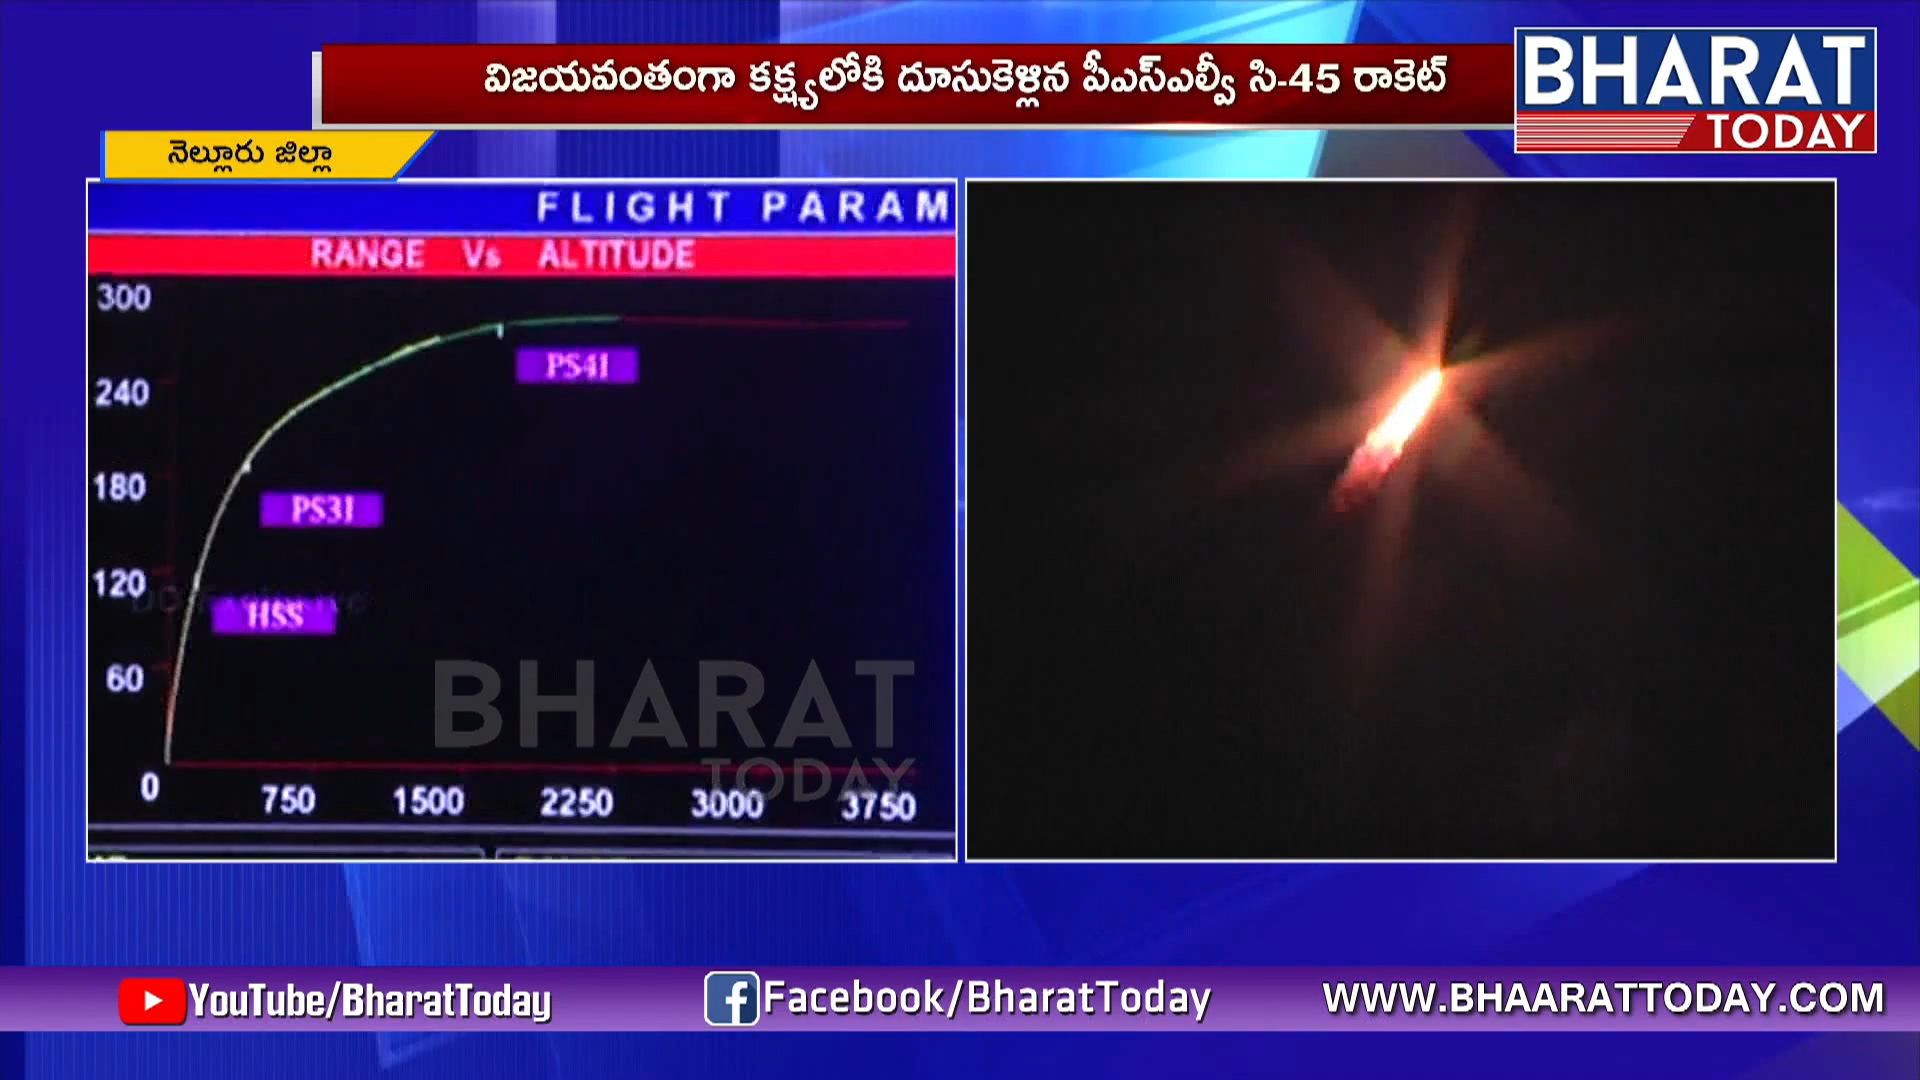 విజయవంతంగా కక్ష్యలోకి దూసుకెళ్లిన పీఎస్ఎల్వీ సి-45 రాకెట్
BHARAT
TODAY
నెల్లూరు జిల్లా
FLIGHT PARAM
RANGE Vs ALTITUDE
300
PS4I
240
180
PS3I
120
HSS
60
BHARAT
TODAY
0 750 1500 2250 3000 3750
YouTube/BharatToday
Facebook/BharatToday
WWW.BHAARATTODAY.COM